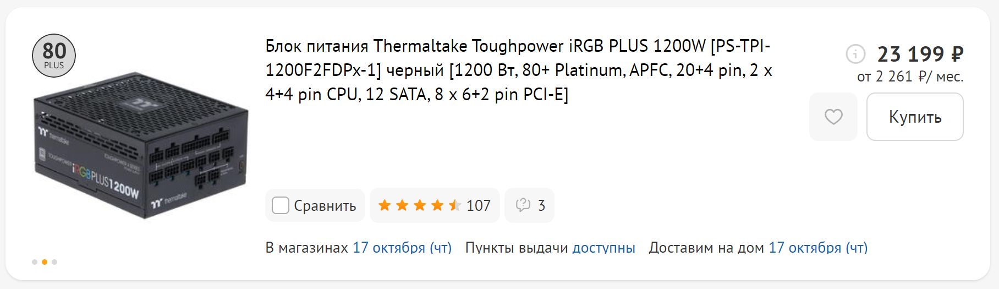 80
PLUS
Блок питания Thermaltake Toughpower iRGB PLUS 1200W [PS-TPI-
1200F2FDPx-1] черный [1200 Вт, 80+ Platinum, APFC, 20+4 pin, 2 x
4+4 pin CPU, 12 SATA, 8 x 6+2 pin PCI-E]
23 199 ₽
от 2 261 ₽/ мес.
Купить
thermaltake
TOUGHPOWER
iRGB PLUS 1200W
thermaltake
Сравнить
107
3
В магазинах 17 октября (чт) Пункты выдачи доступны Доставим на дом 17 октября (чт)